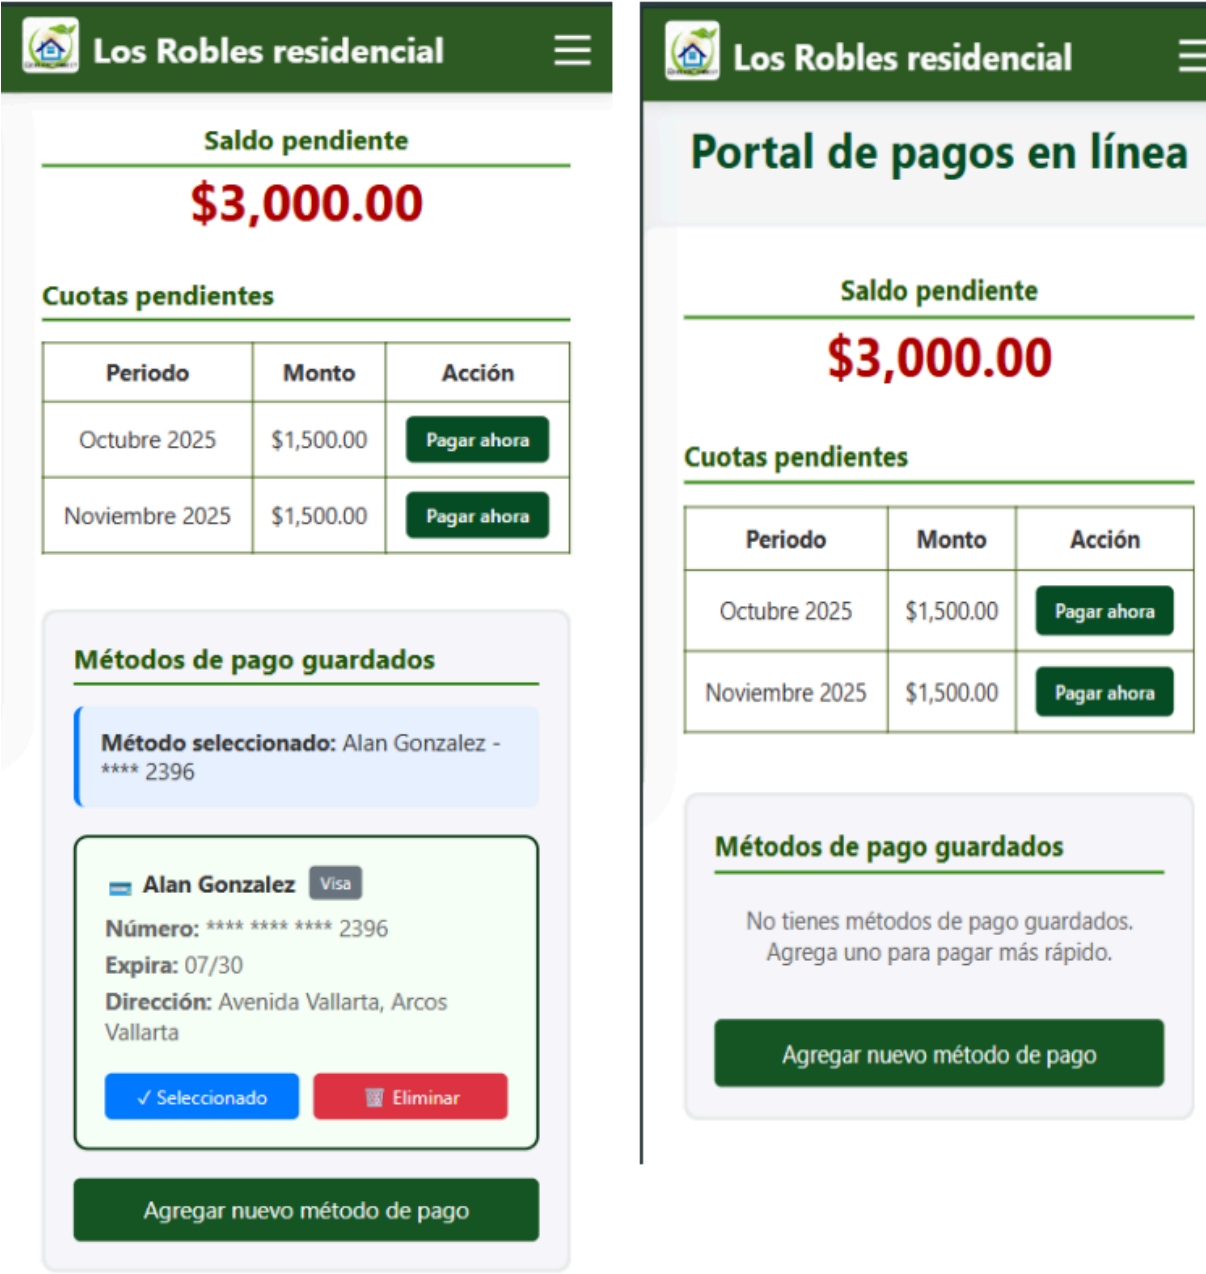 Los Robles residencial
Saldo pendiente
$3,000.00
Cuotas pendientes
Periodo Monto Acción
Octubre 2025 $1,500.00 Pagar ahora
Noviembre 2025 $1,500.00 Pagar ahora
Métodos de pago guardados
Método seleccionado: Alan Gonzalez -
**** 2396
Alan Gonzalez Visa
Número: **** **** **** 2396
Expira: 07/30
Dirección: Avenida Vallarta, Arcos
Vallarta
✓ Seleccionado Eliminar
Agregar nuevo método de pago
Los Robles residencial
Portal de pagos en línea
Saldo pendiente
$3,000.00
Cuotas pendientes
Periodo Monto Acción
Octubre 2025 $1,500.00 Pagar ahora
Noviembre 2025 $1,500.00 Pagar ahora
Métodos de pago guardados
No tienes métodos de pago guardados.
Agrega uno para pagar más rápido.
Agregar nuevo método de pago